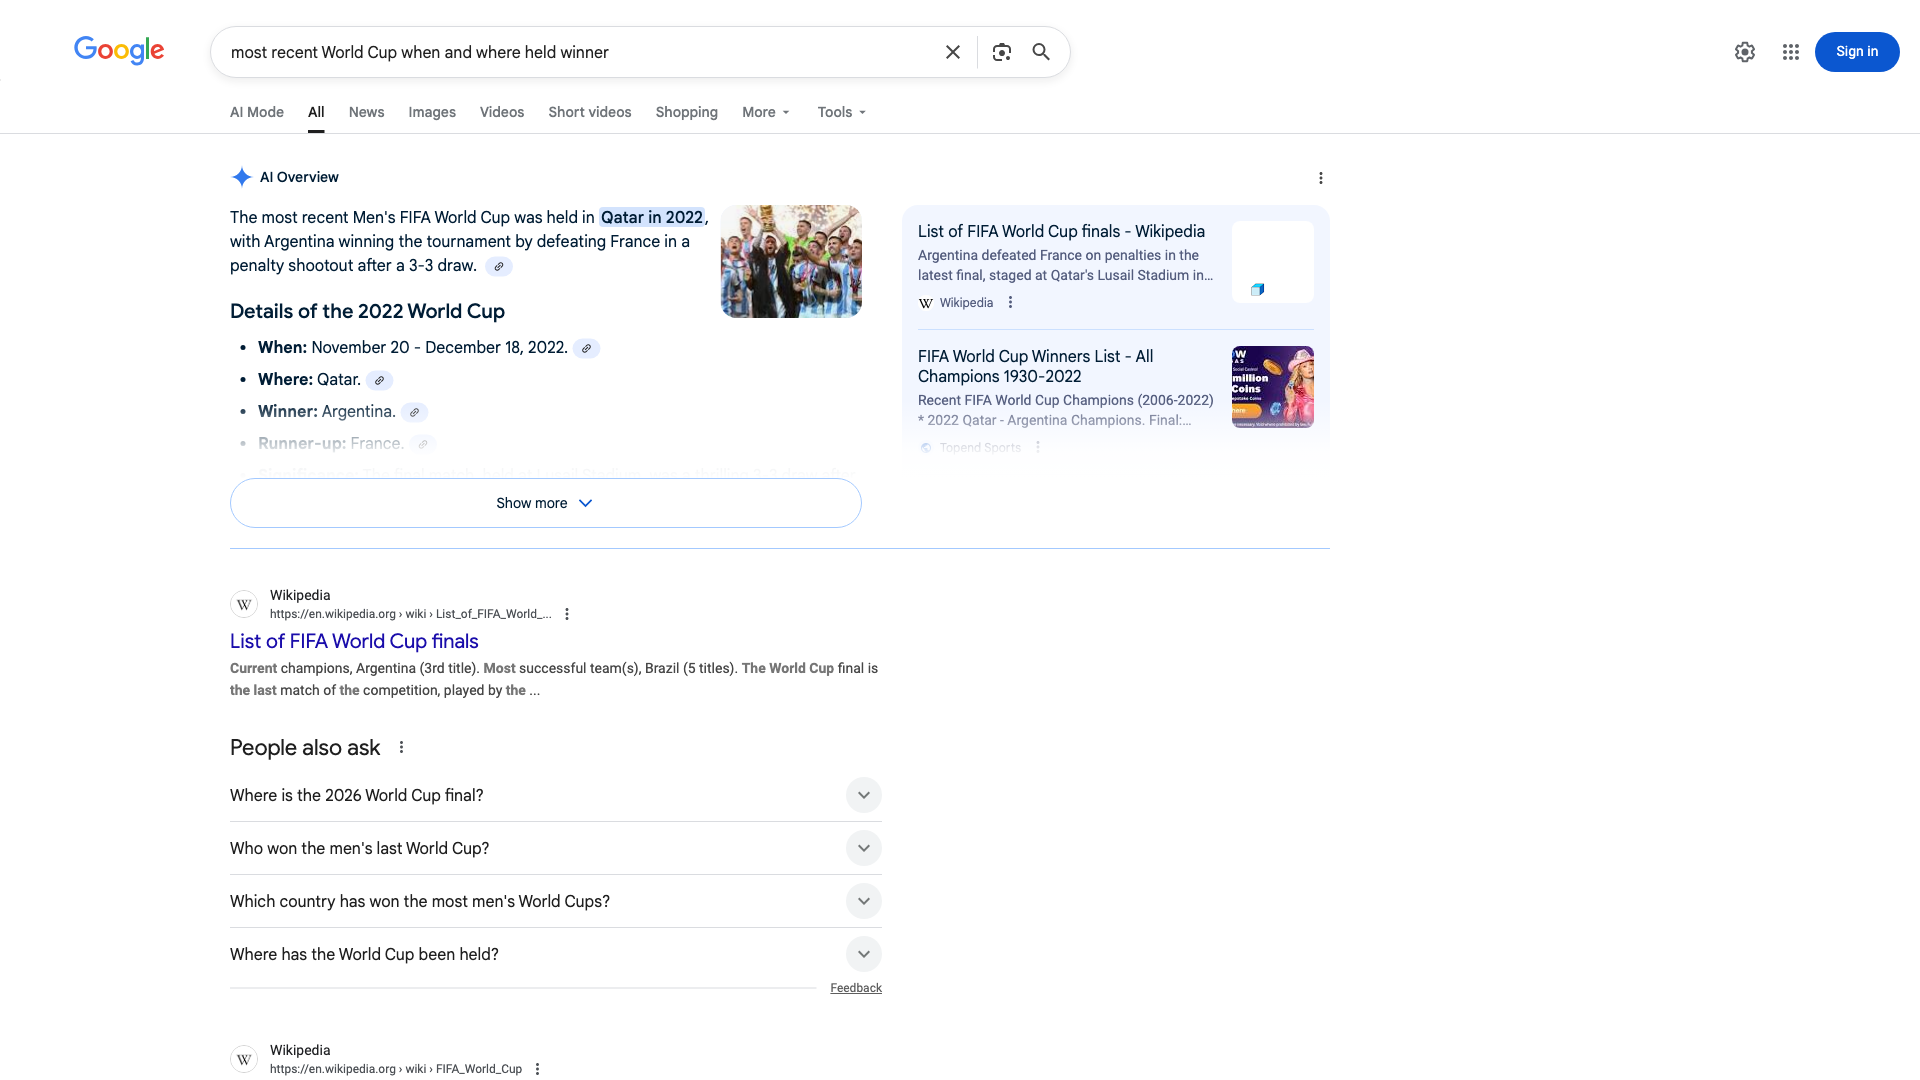 Google
most recent World Cup when and where held winner
Sign in
AI Mode
All
News
Images
Videos
Short videos
Shopping
More
Tools
AI Overview
The most recent Men's FIFA World Cup was held in Qatar in 2022,
with Argentina winning the tournament by defeating France in a
penalty shootout after a 3-3 draw.
Details of the 2022 World Cup
• When: November 20 - December 18, 2022.
• Where: Qatar.
• Winner: Argentina.
• Runner-up: France.
Show more
List of FIFA World Cup finals - Wikipedia
Argentina defeated France on penalties in the
latest final, staged at Qatar's Lusail Stadium in...
W Wikipedia
FIFA World Cup Winners List - All
Champions 1930-2022
Recent FIFA World Cup Champions (2006-2022)
* 2022 Qatar - Argentina Champions. Final:...
Topend Sports
million
Coins
W Wikipedia
https://en.wikipedia.org › wiki › List_of_FIFA_World_...
List of FIFA World Cup finals
Current champions, Argentina (3rd title). Most successful team(s), Brazil (5 titles). The World Cup final is
the last match of the competition, played by the ...
People also ask
Where is the 2026 World Cup final?
Who won the men's last World Cup?
Which country has won the most men's World Cups?
Where has the World Cup been held?
Feedback
W Wikipedia
https://en.wikipedia.org › wiki › FIFA_World_Cup